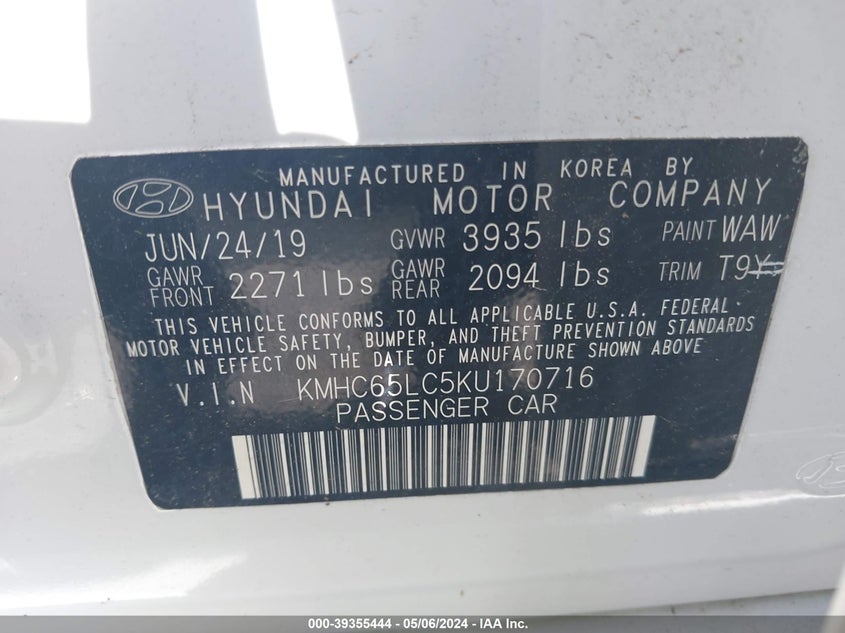 MANUFACTURED IN KOREA BY
HYUNDAI MOTOR COMPANY
JUN/24/19 GVWR 3935 lbs PAINT WAW
GAWR FRONT 2271 lbs GAWR REAR 2094 lbs TRIM T9Y
THIS VEHICLE CONFORMS TO ALL APPLICABLE U.S.A. FEDERAL
MOTOR VEHICLE SAFETY, BUMPER, AND THEFT PREVENTION STANDARDS
IN EFFECT ON THE DATE OF MANUFACTURE SHOWN ABOVE
V.I.N KMHC65LC5KU170716
PASSENGER CAR
000-39355444 - 05/06/2024 - IAA Inc.